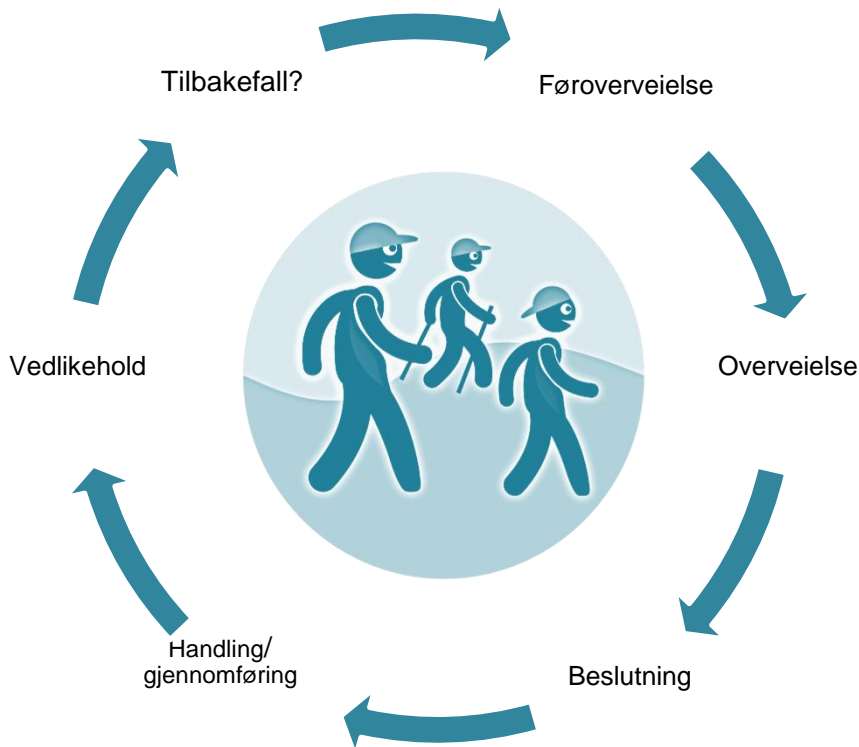 Tilbakefall?
Føroverveielse
Overveielse
Beslutning
Handling/
gjennomføring
Vedlikehold